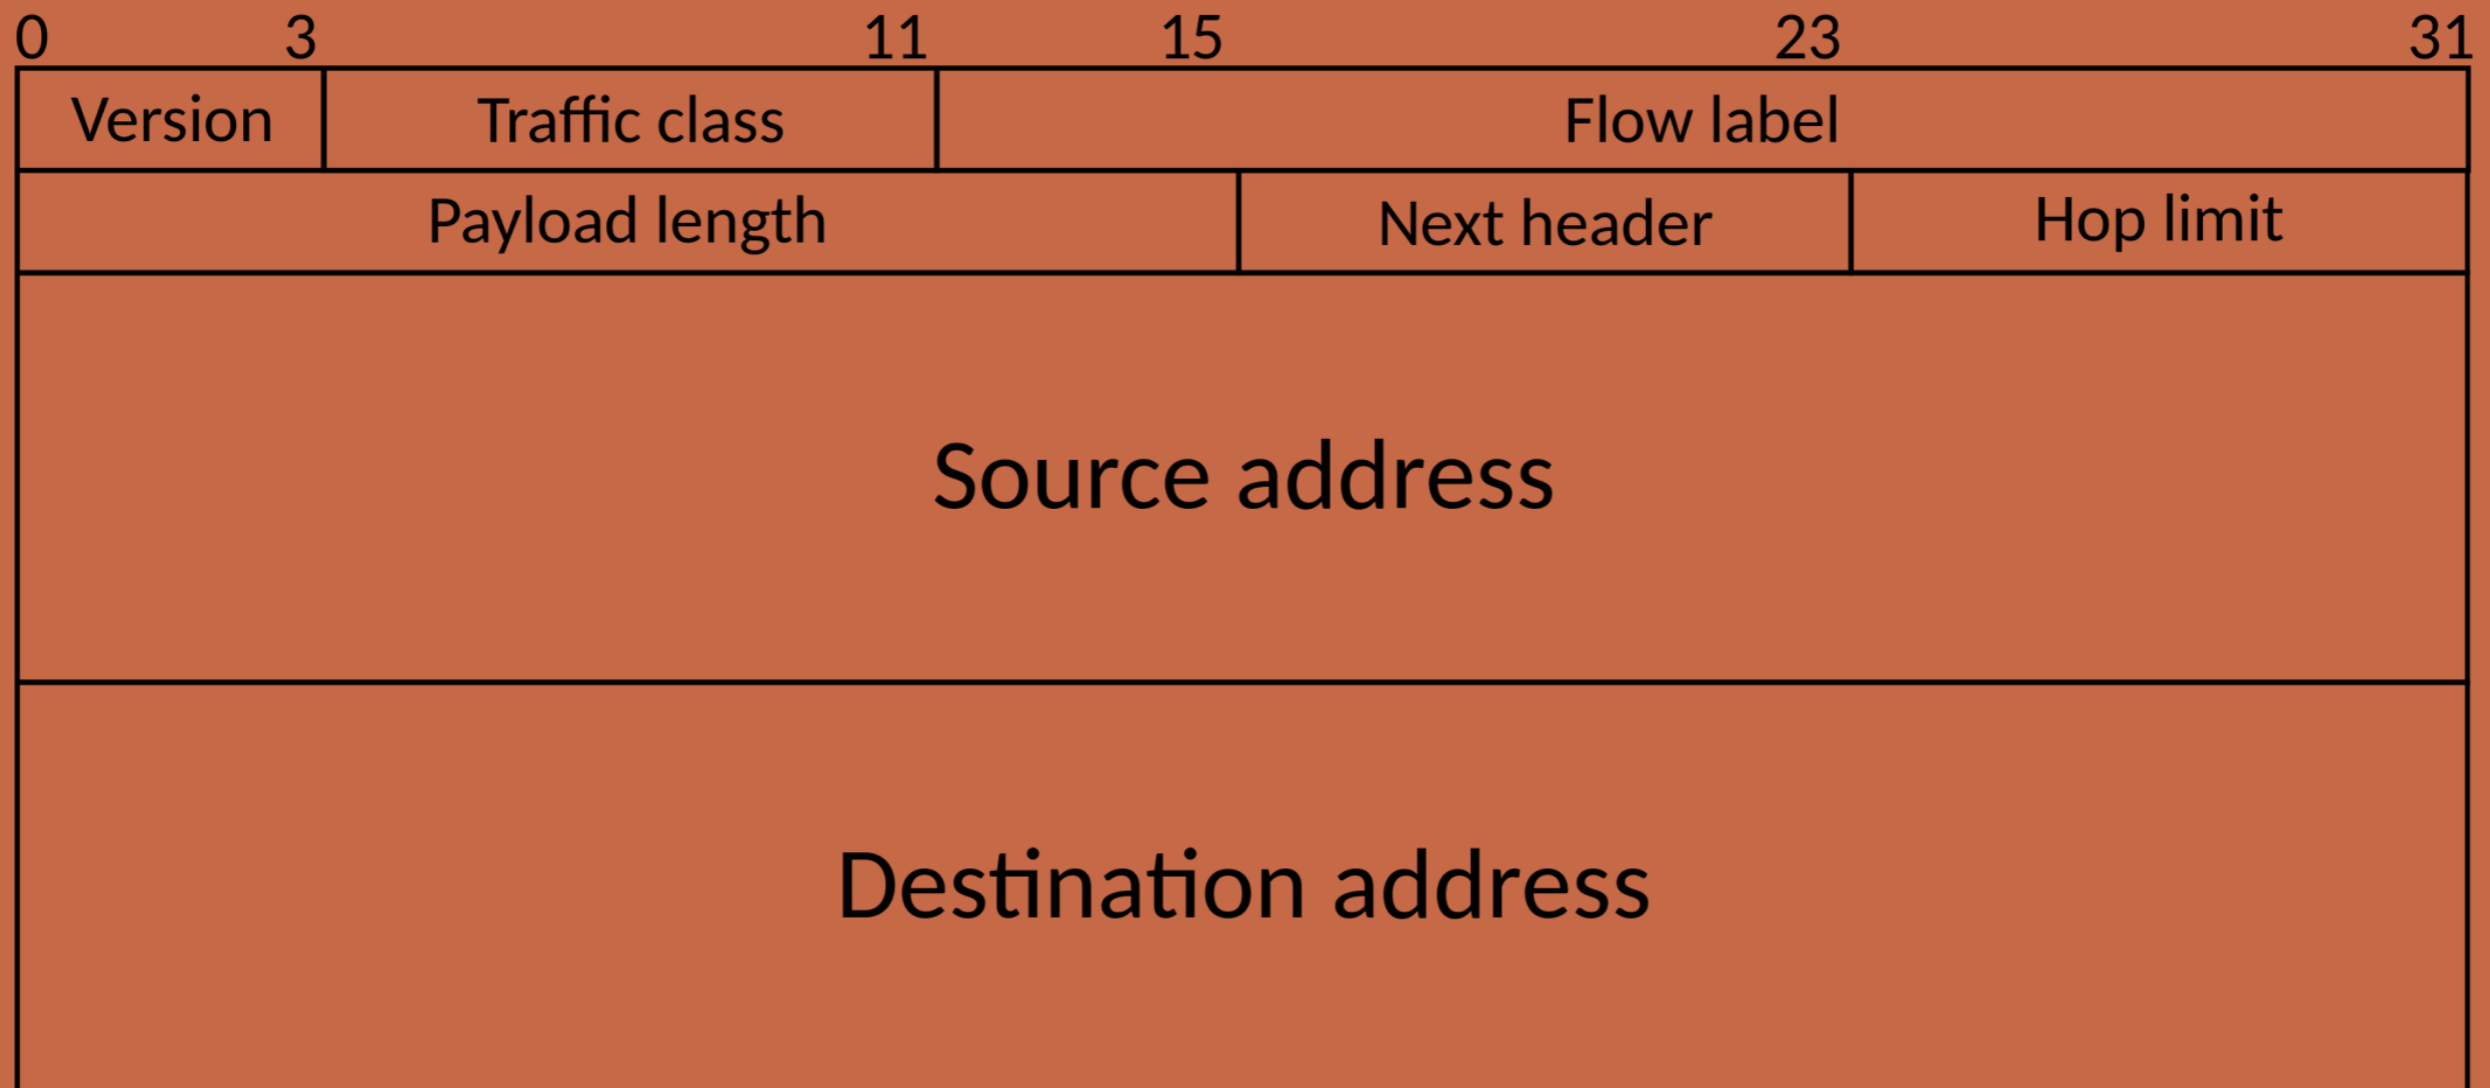 0 3 11 15 23 31
Version Traffic class Flow label
Payload length Next header Hop limit
Source address
Destination address